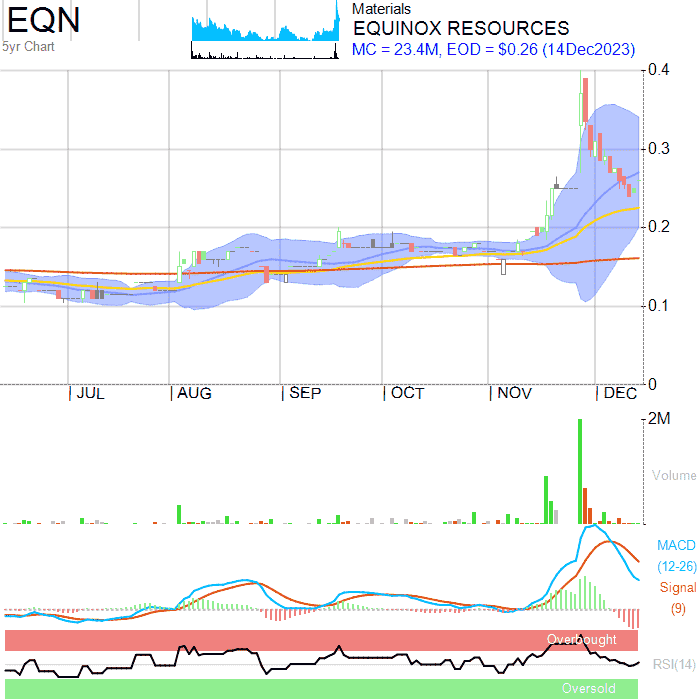 EQN
5yr Chart
Materials
EQUINOX RESOURCES
MC = 23.4M, EOD = $0.26 (14Dec2023)
0.4
0.3
0.2
0.1
0
JUL AUG SEP OCT NOV DEC
2M
Volume
MACD
(12-26)
Signal
(9)
Overbought
RSI(14)
Oversold